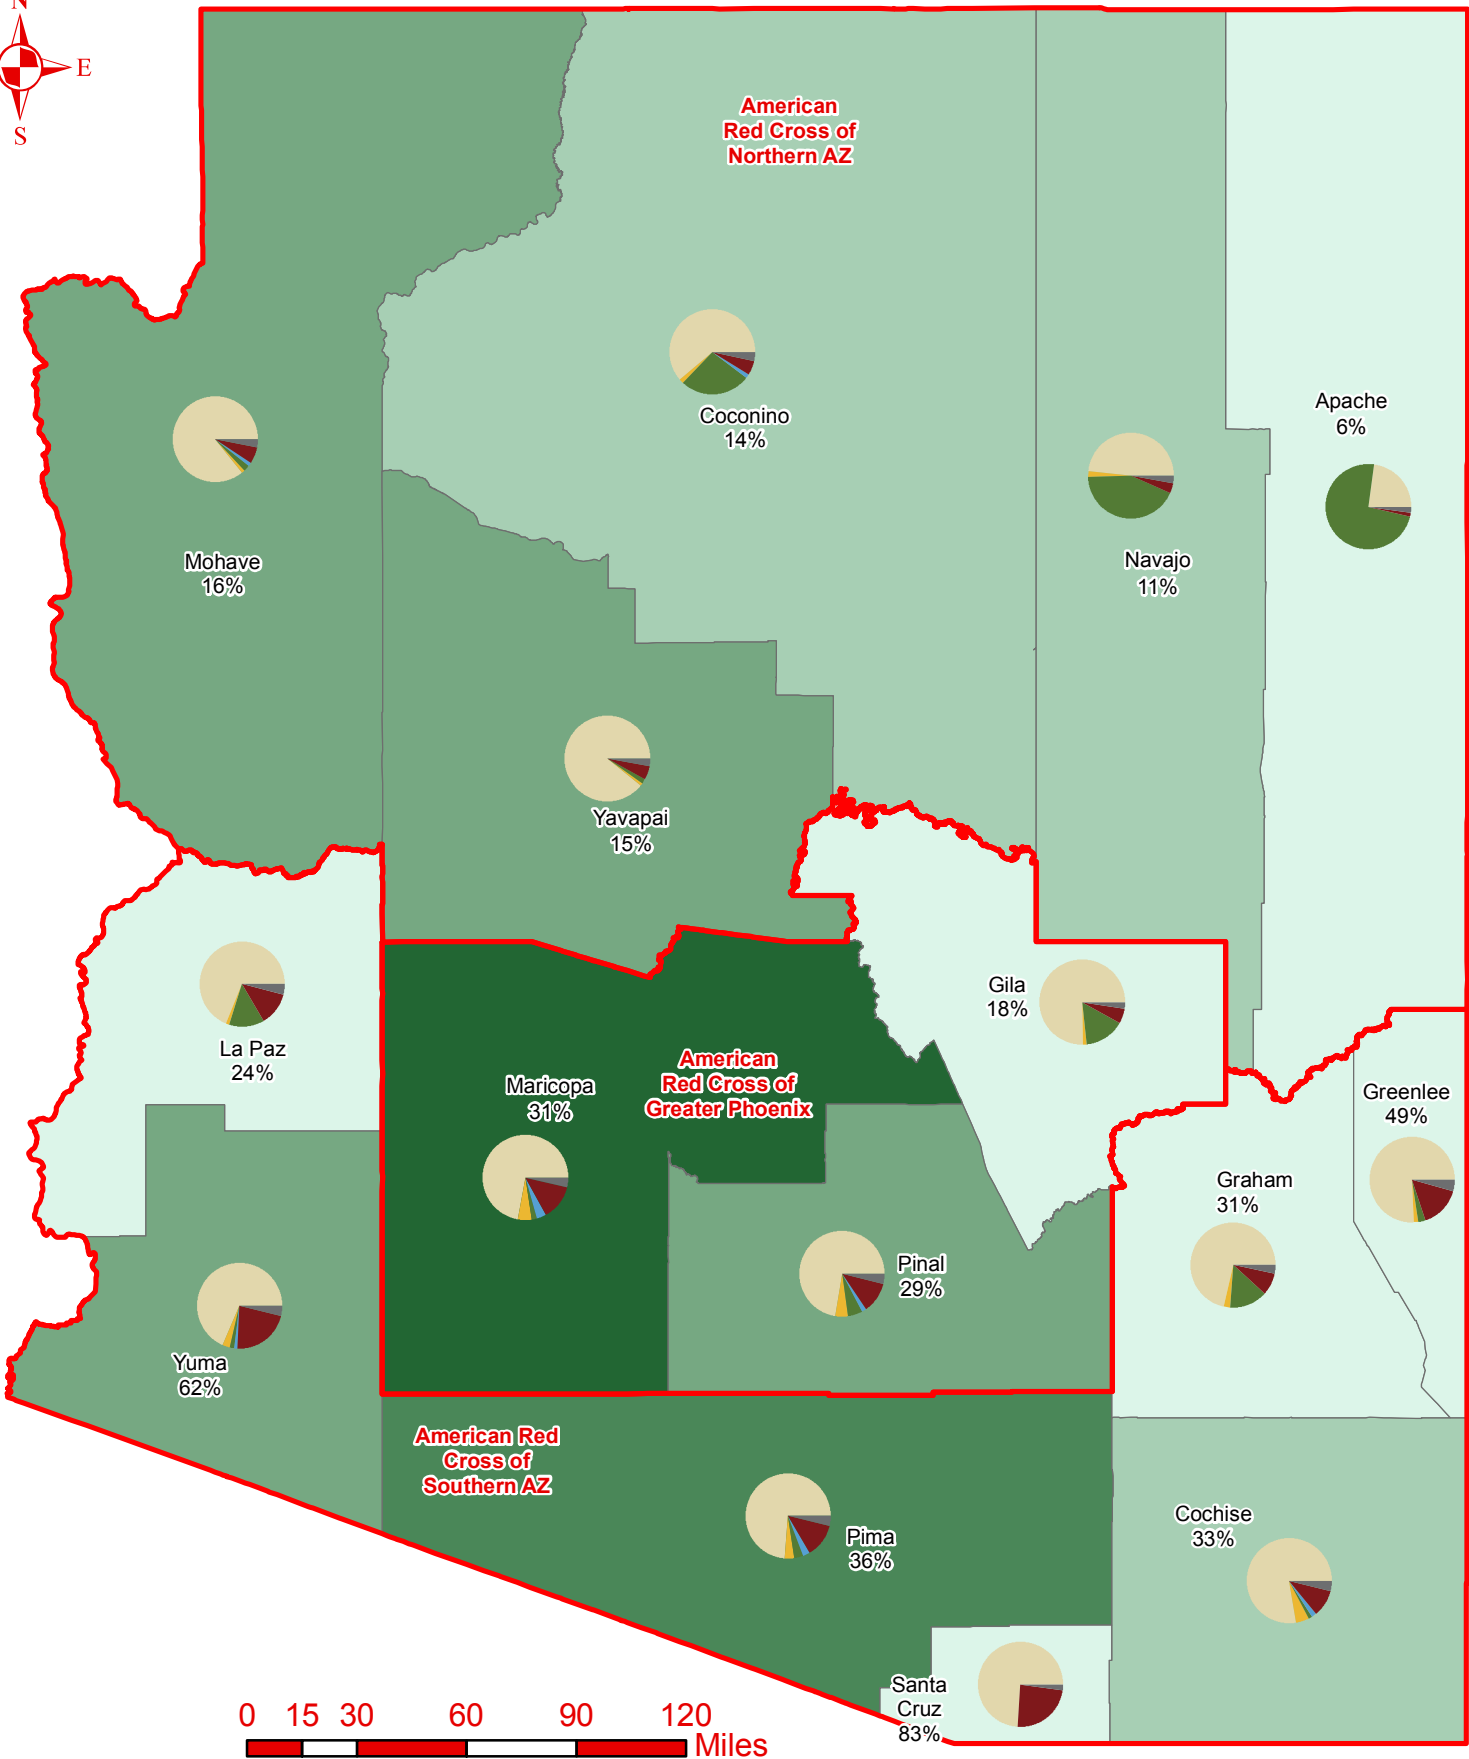 N
E
S
American
Red Cross of
Northern AZ
Coconino
14%
Apache
6%
Mohave
16%
Navajo
11%
Yavapai
15%
Gila
18%
La Paz
24%
Maricopa
31%
American
Red Cross of
Greater Phoenix
Greenlee
49%
Graham
31%
Pinal
29%
Yuma
62%
American Red
Cross of
Southern AZ
Pima
36%
Cochise
33%
Santa
Cruz
83%
0 15 30 60 90 120
Miles